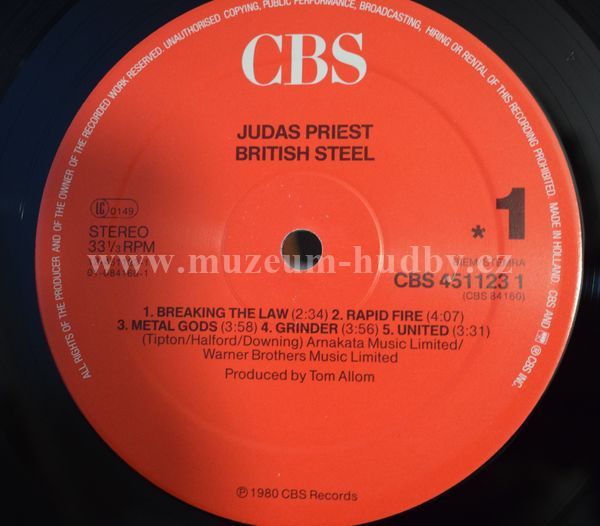 ALL RIGHTS OF THE PRODUCER AND OF THE OWNER OF THE RECORDED WORK RESERVED. UNAUTHORISED COPYING, PUBLIC PERFORMANCE, BROADCASTING, HIRING OR RENTAL OF THIS RECORDING PROHIBITED. MADE IN HOLLAND. CBS AND ℗ © CBS INC.
CBS
JUDAS PRIEST
BRITISH STEEL
LC 0149
STEREO
33 1/3 RPM
* 1
CBS 451123 1
(CBS 84160)
www.muzeum-hudby.cz
1. BREAKING THE LAW (2:34) 2. RAPID FIRE (4:07)
3. METAL GODS (3:58) 4. GRINDER (3:56) 5. UNITED (3:31)
(Tipton/Halford/Downing) Arnakata Music Limited/
Warner Brothers Music Limited
Produced by Tom Allom
℗ 1980 CBS Records